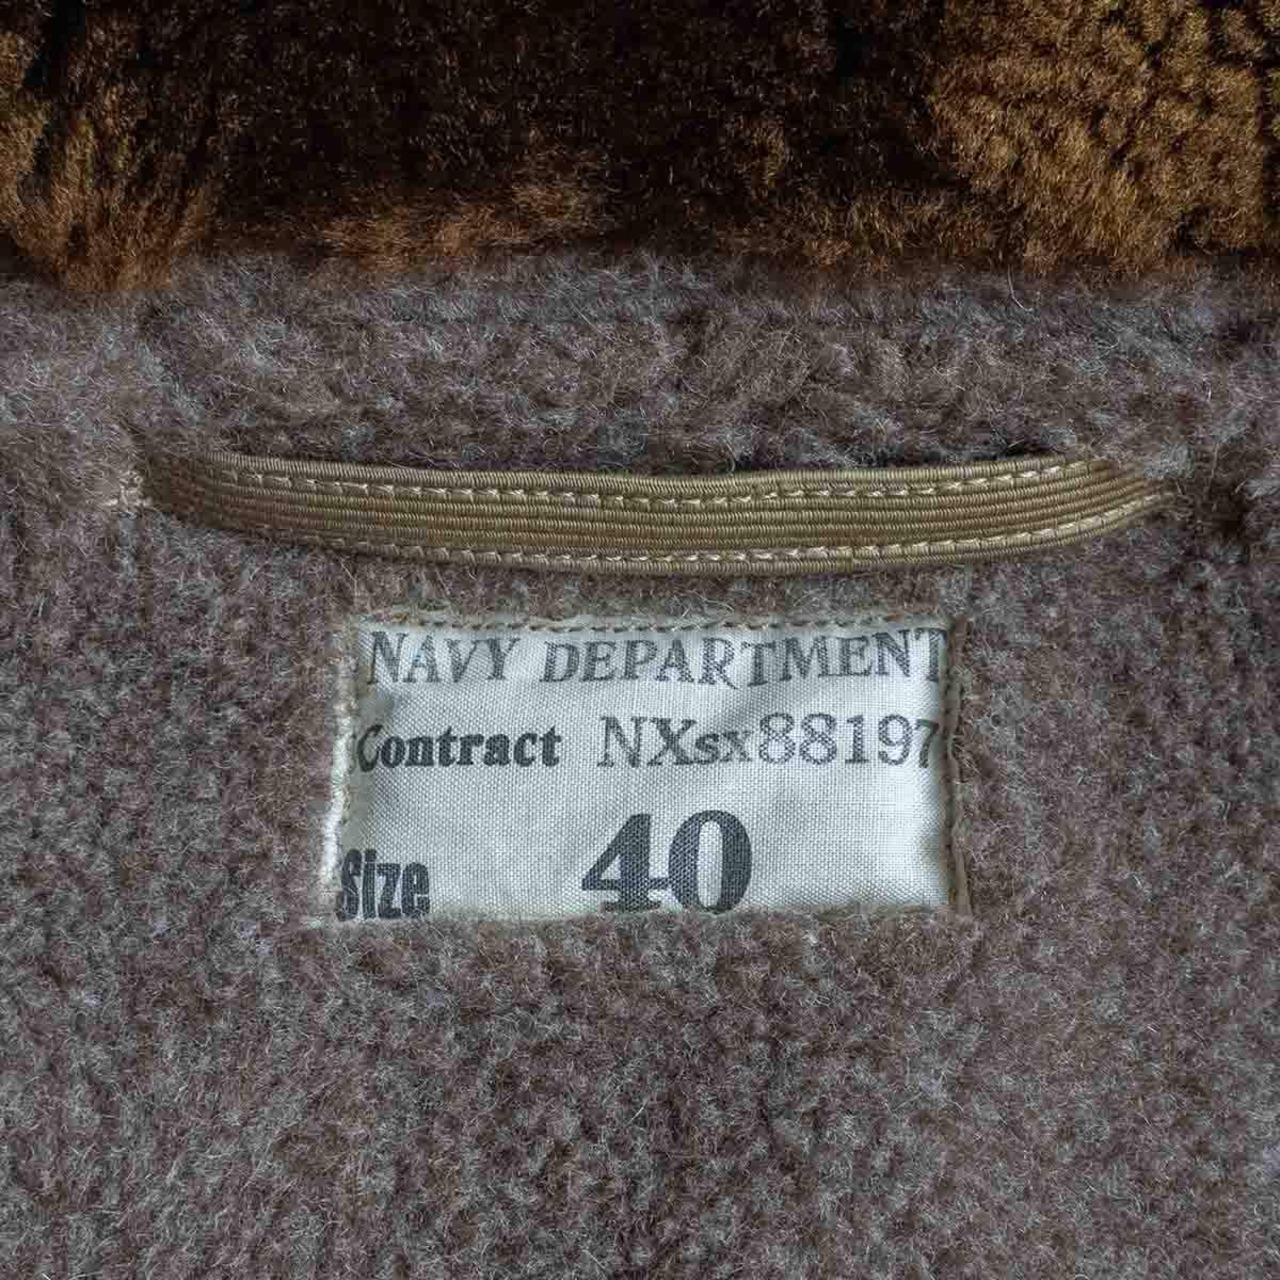 NAVY DEPARTMENT
Contract NXsx88197
Size 40